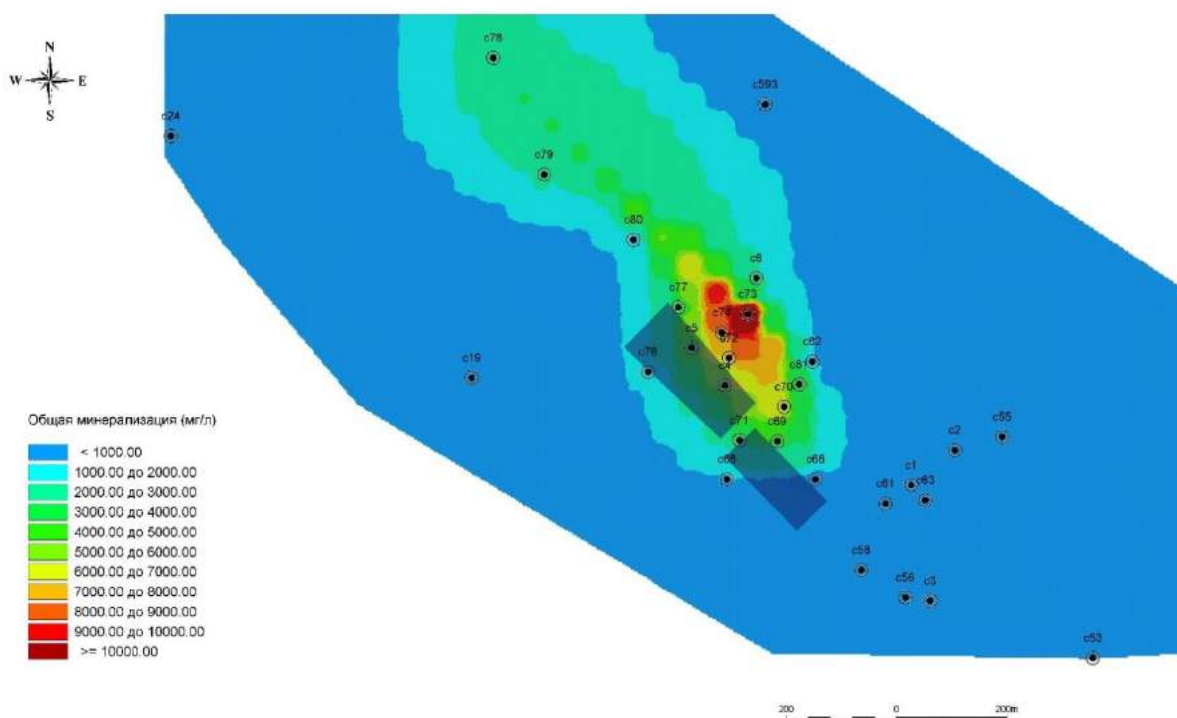 c78
N
c593
W E
S
c24
c79
c80
c6
c77
c73
c5
c72
c62
c76
c19
c4
c81
c70
Общая минерализация (мг/л)
c71
c69
c55
< 1000.00
c2
1000.00 до 2000.00
c66
c1
2000.00 до 3000.00
c63
c61
3000.00 до 4000.00
4000.00 до 5000.00
5000.00 до 6000.00
c58
6000.00 до 7000.00
7000.00 до 8000.00
c56
c3
8000.00 до 9000.00
9000.00 до 10000.00
c53
>= 10000.00
200 0 200m